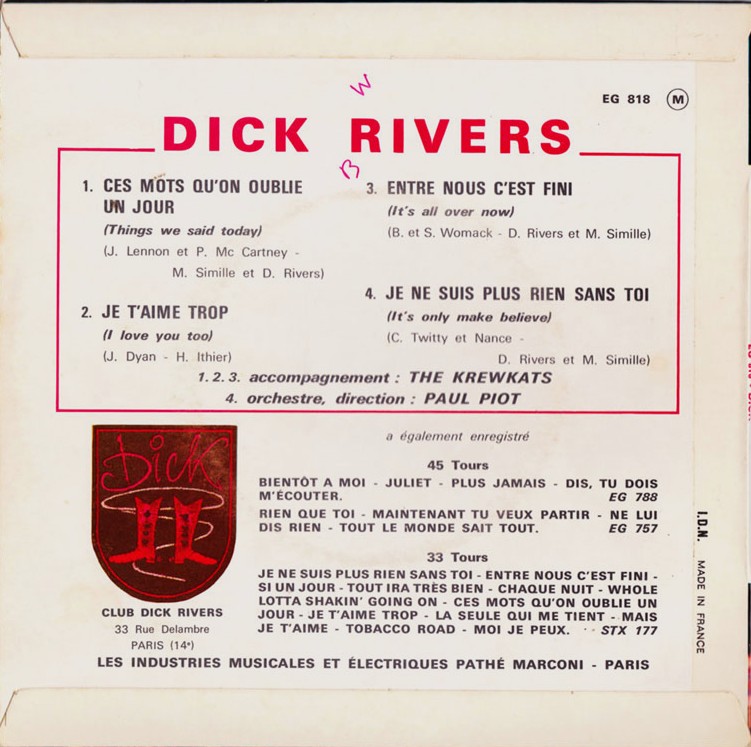 W
EG 818 M
DICK RIVERS
B
1. CES MOTS QU'ON OUBLIE
UN JOUR
(Things we said today)
(J. Lennon et P. Mc Cartney -
M. Simille et D. Rivers)
2. JE T'AIME TROP
(I love you too)
(J. Dyan - H. Ithier)
3. ENTRE NOUS C'EST FINI
(It's all over now)
(B. et S. Womack - D. Rivers et M. Simille)
4. JE NE SUIS PLUS RIEN SANS TOI
(It's only make believe)
(C. Twitty et Nance -
D. Rivers et M. Simille)
1. 2. 3. accompagnement : THE KREWKATS
4. orchestre, direction : PAUL PIOT
Dick
CLUB DICK RIVERS
33 Rue Delambre
PARIS (14e)
a également enregistré
45 Tours
BIENTÔT A MOI - JULIET - PLUS JAMAIS - DIS, TU DOIS
M'ÉCOUTER. EG 788
RIEN QUE TOI - MAINTENANT TU VEUX PARTIR - NE LUI
DIS RIEN - TOUT LE MONDE SAIT TOUT. EG 757
33 Tours
JE NE SUIS PLUS RIEN SANS TOI - ENTRE NOUS C'EST FINI -
SI UN JOUR - TOUT IRA TRÈS BIEN - CHAQUE NUIT - WHOLE
LOTTA SHAKIN' GOING ON - CES MOTS QU'ON OUBLIE UN
JOUR - JE T'AIME TROP - LA SEULE QUI ME TIENT - MAIS
JE T'AIME - TOBACCO ROAD - MOI JE PEUX. STX 177
LES INDUSTRIES MUSICALES ET ÉLECTRIQUES PATHÉ MARCONI - PARIS
I.D.N. MADE IN FRANCE